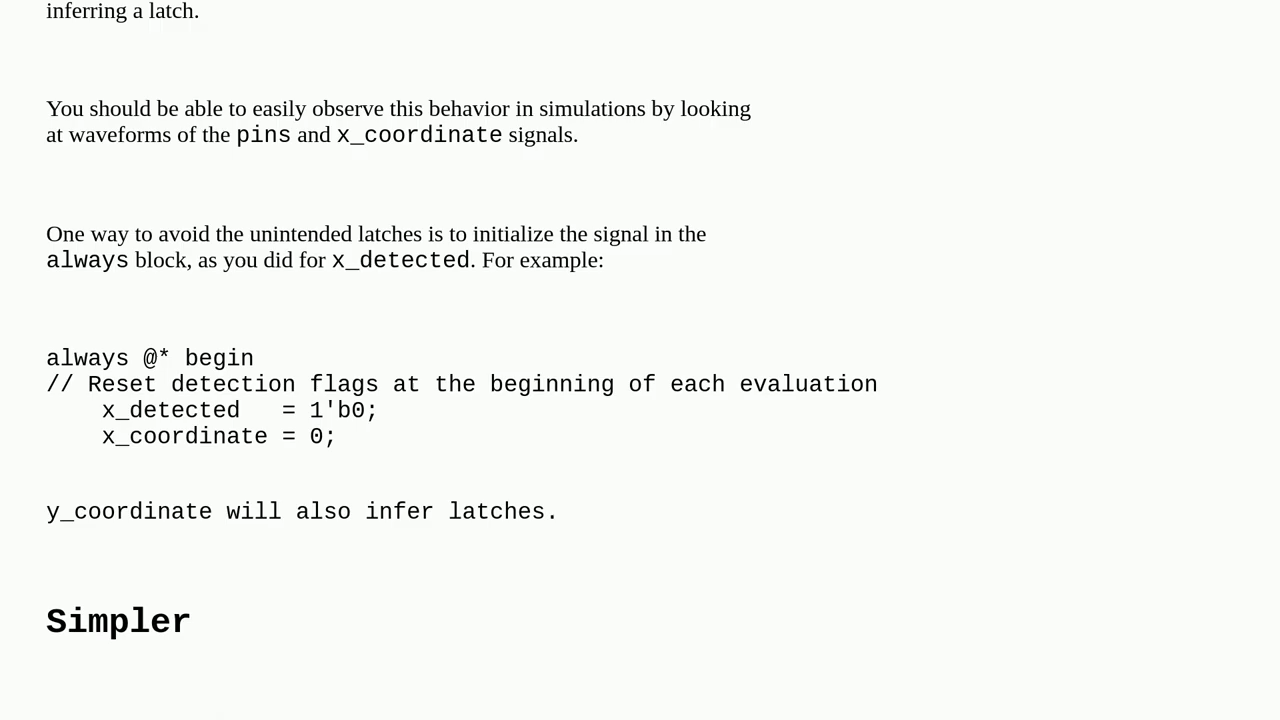 inferring a latch.
You should be able to easily observe this behavior in simulations by looking
at waveforms of the pins and x_coordinate signals.
One way to avoid the unintended latches is to initialize the signal in the
always block, as you did for x_detected. For example:
always @* begin
// Reset detection flags at the beginning of each evaluation
    x_detected   = 1'b0;
    x_coordinate = 0;
y_coordinate will also infer latches.
Simpler